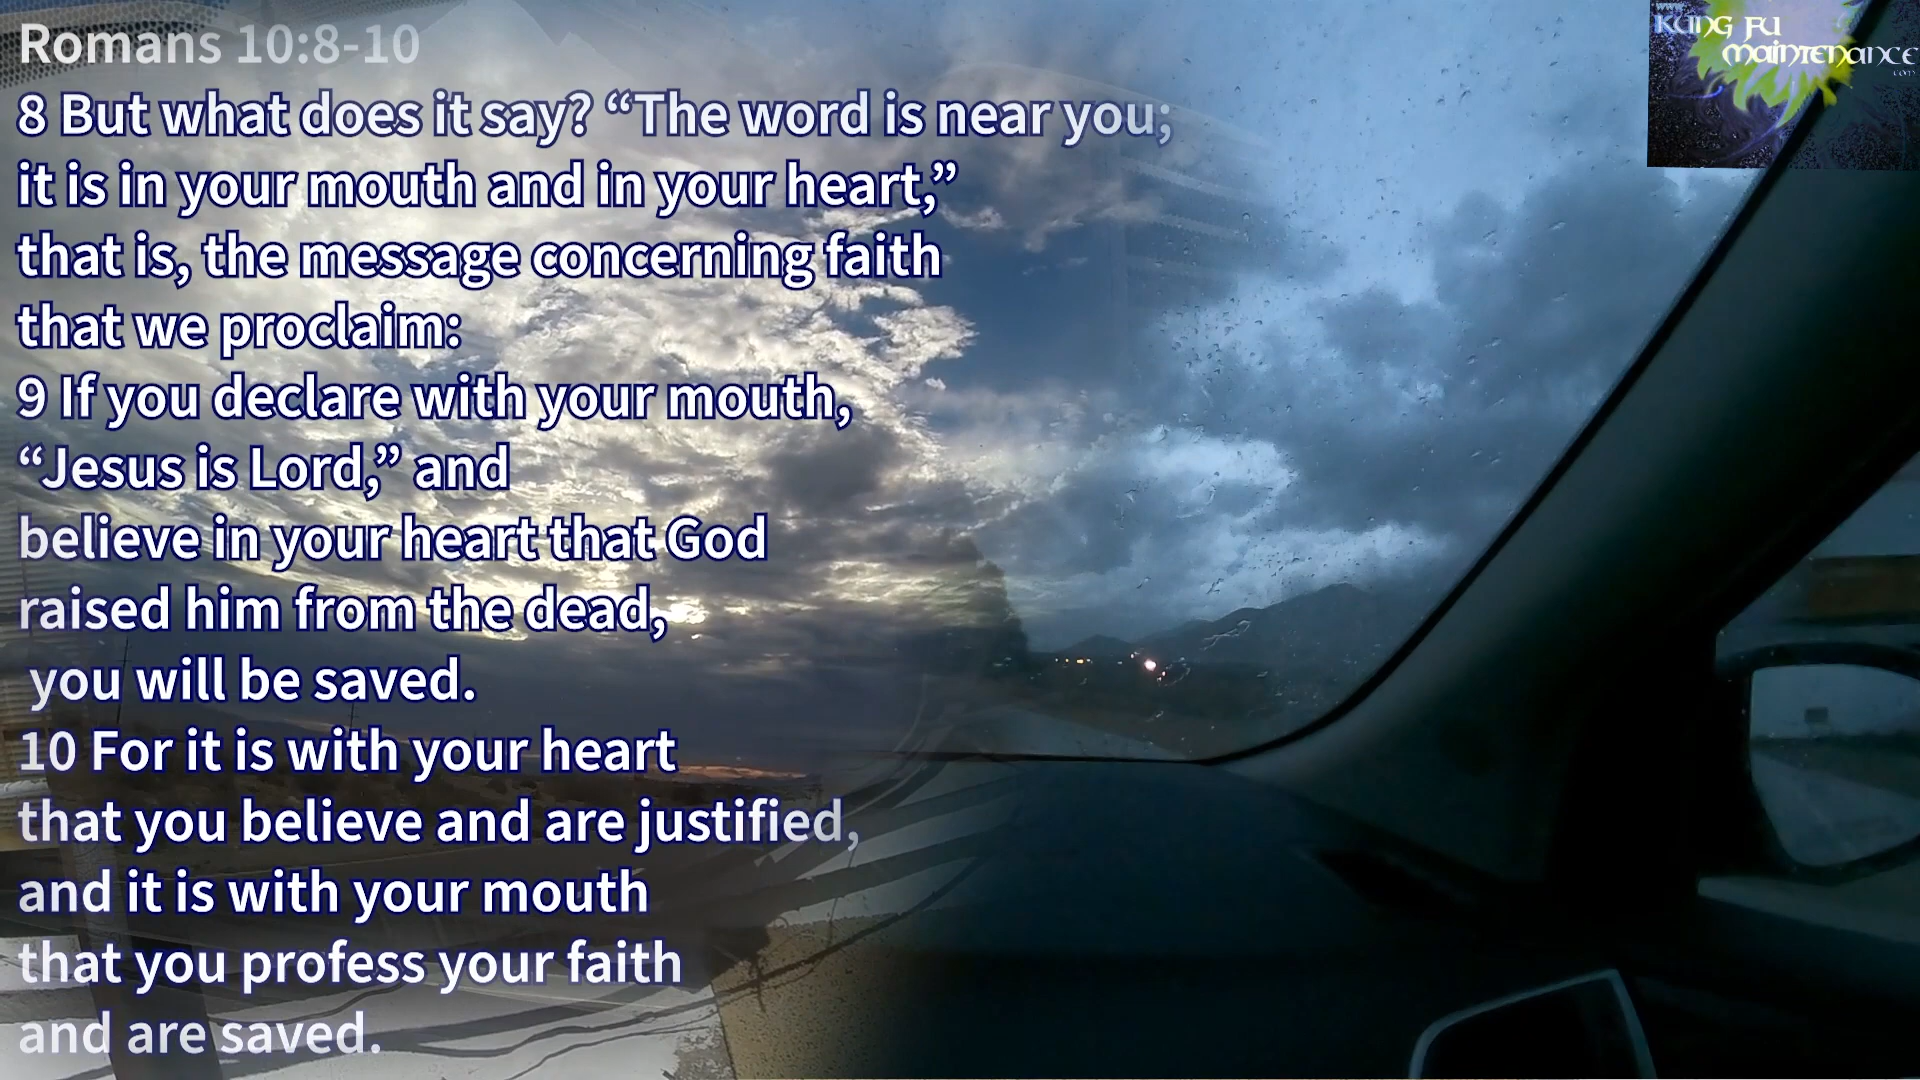 Romans 10:8-10
8 But what does it say? “The word is near you;
it is in your mouth and in your heart,”
that is, the message concerning faith
that we proclaim:
9 If you declare with your mouth,
“Jesus is Lord,” and
believe in your heart that God
raised him from the dead,
you will be saved.
10 For it is with your heart
that you believe and are justified,
and it is with your mouth
that you profess your faith
and are saved.
www.
KUNG FU
MAINTENANCE
.com